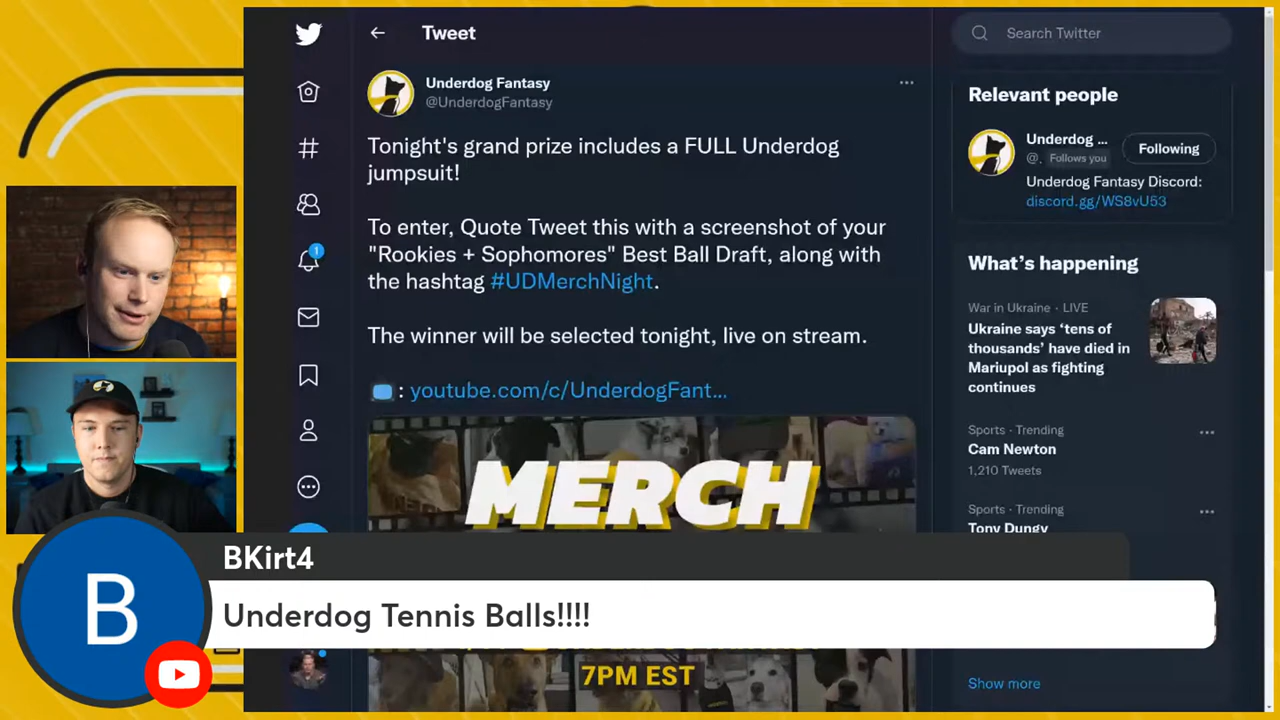 Tweet
Search Twitter
Underdog Fantasy
@UnderdogFantasy
Tonight's grand prize includes a FULL Underdog
jumpsuit!
To enter, Quote Tweet this with a screenshot of your
"Rookies + Sophomores" Best Ball Draft, along with
the hashtag #UDMerchNight.
The winner will be selected tonight, live on stream.
: youtube.com/c/UnderdogFant...
MERCH
7PM EST
Relevant people
Underdog ...
@. Follows you
Following
Underdog Fantasy Discord:
discord.gg/WS8vU53
What's happening
War in Ukraine · LIVE
Ukraine says 'tens of
thousands' have died in
Mariupol as fighting
continues
Sports · Trending
Cam Newton
1,210 Tweets
Sports · Trending
Tony Dungy
Show more
1
B
BKirt4
Underdog Tennis Balls!!!!